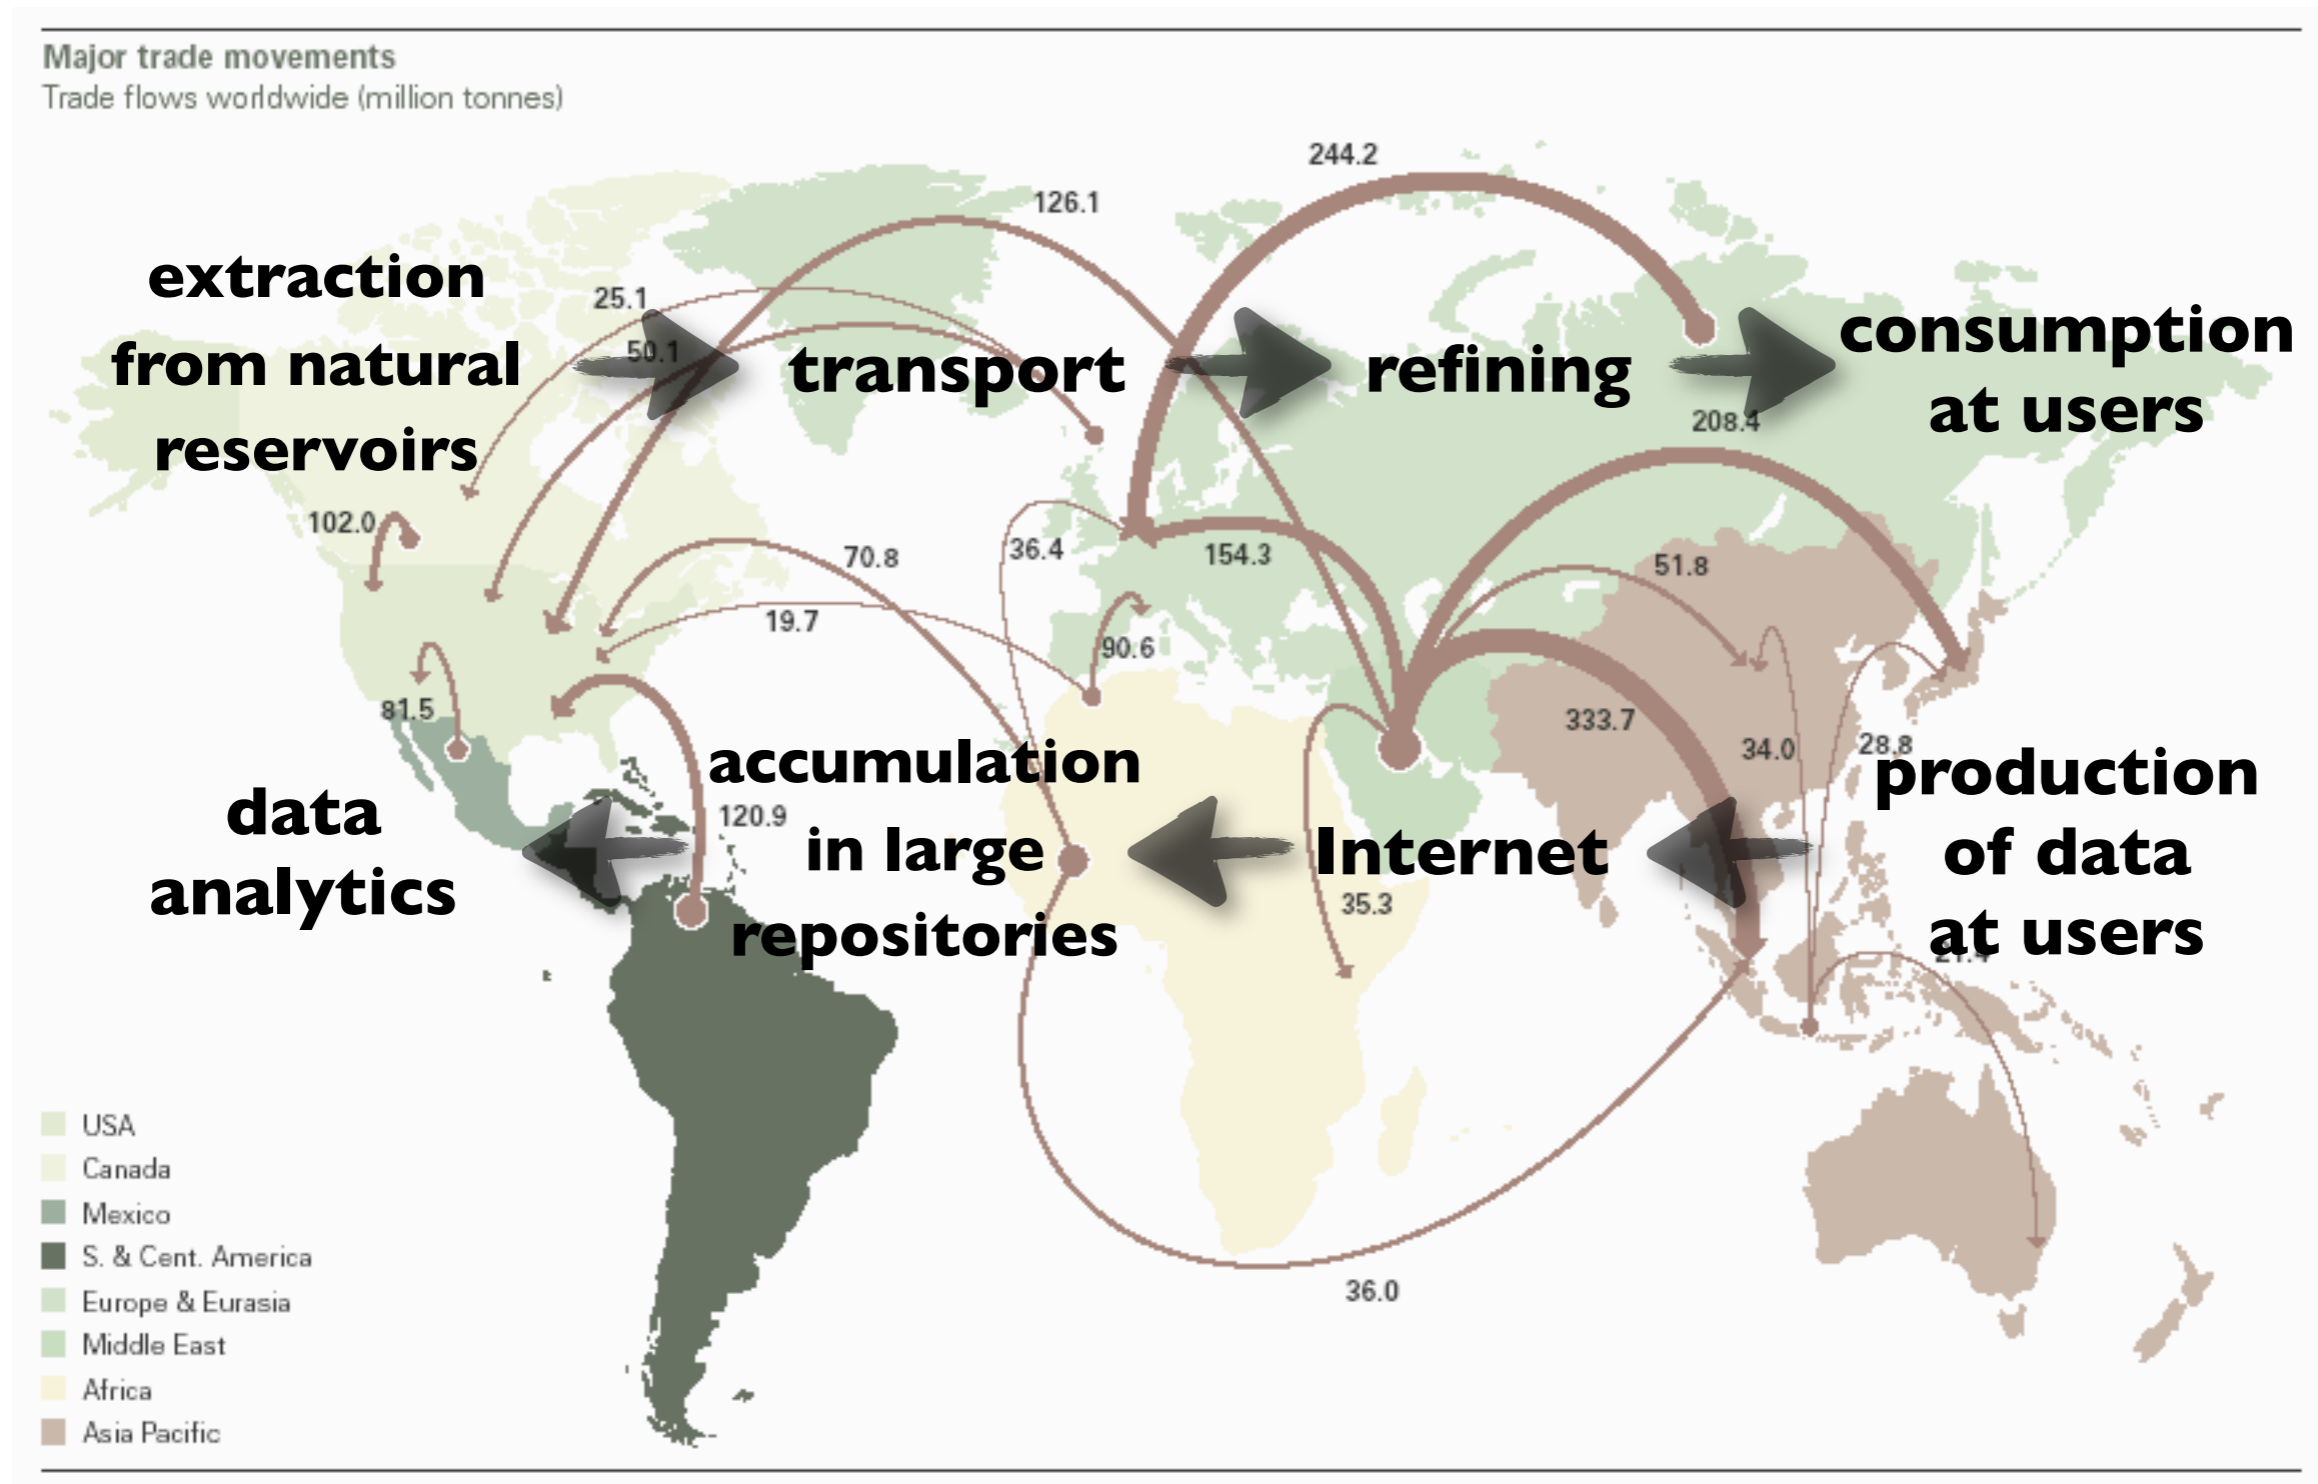 Major trade movements
Trade flows worldwide (million tonnes)
244.2
126.1
extraction
from natural
reservoirs
25.1
50.1
transport
refining
consumption
at users
208.4
102.0
70.8
36.4
154.3
51.8
19.7
90.6
81.5
333.7
34.0
28.8
data
analytics
120.9
accumulation
in large
repositories
Internet
35.3
production
of data
at users
36.0
USA
Canada
Mexico
S. & Cent. America
Europe & Eurasia
Middle East
Africa
Asia Pacific